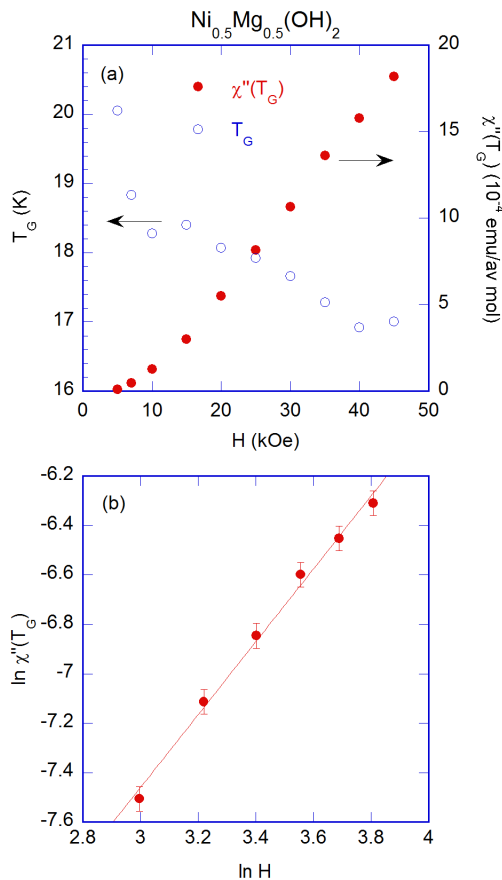 Ni0.5Mg0.5(OH)2
(a)
χ"(TG)
TG
21
20
19
18
17
16
TG (K)
20
15
10
5
0
χ"(TG) (10-4 emu/av mol)
0 10 20 30 40 50
H (kOe)
(b)
-6.2
-6.4
-6.6
-6.8
-7
-7.2
-7.4
-7.6
ln χ"(TG)
2.8 3 3.2 3.4 3.6 3.8 4
ln H